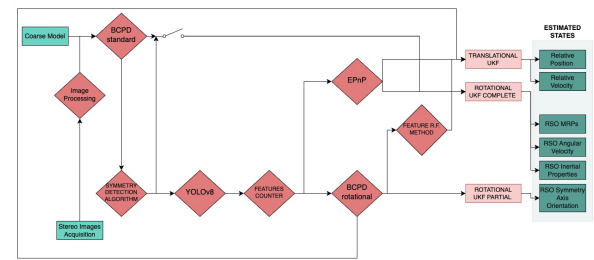 ESTIMATED
STATES
Coarse Model
BCPD
standard
TRANSLATIONAL
UKF
Relative
Position
Relative
Velocity
Image
Processing
EPnP
ROTATIONAL
UKF COMPLETE
FEATURE R.F.
METHOD
RSO MRPs
RSO Angular
Velocity
RSO Inertial
Properties
SYMMETRY
DETECTION
ALGORITHM
YOLOv8
FEATURES
COUNTER
BCPD
rotational
ROTATIONAL
UKF PARTIAL
RSO Symmetry
Axis
Orientation
Stereo Images
Acquisition